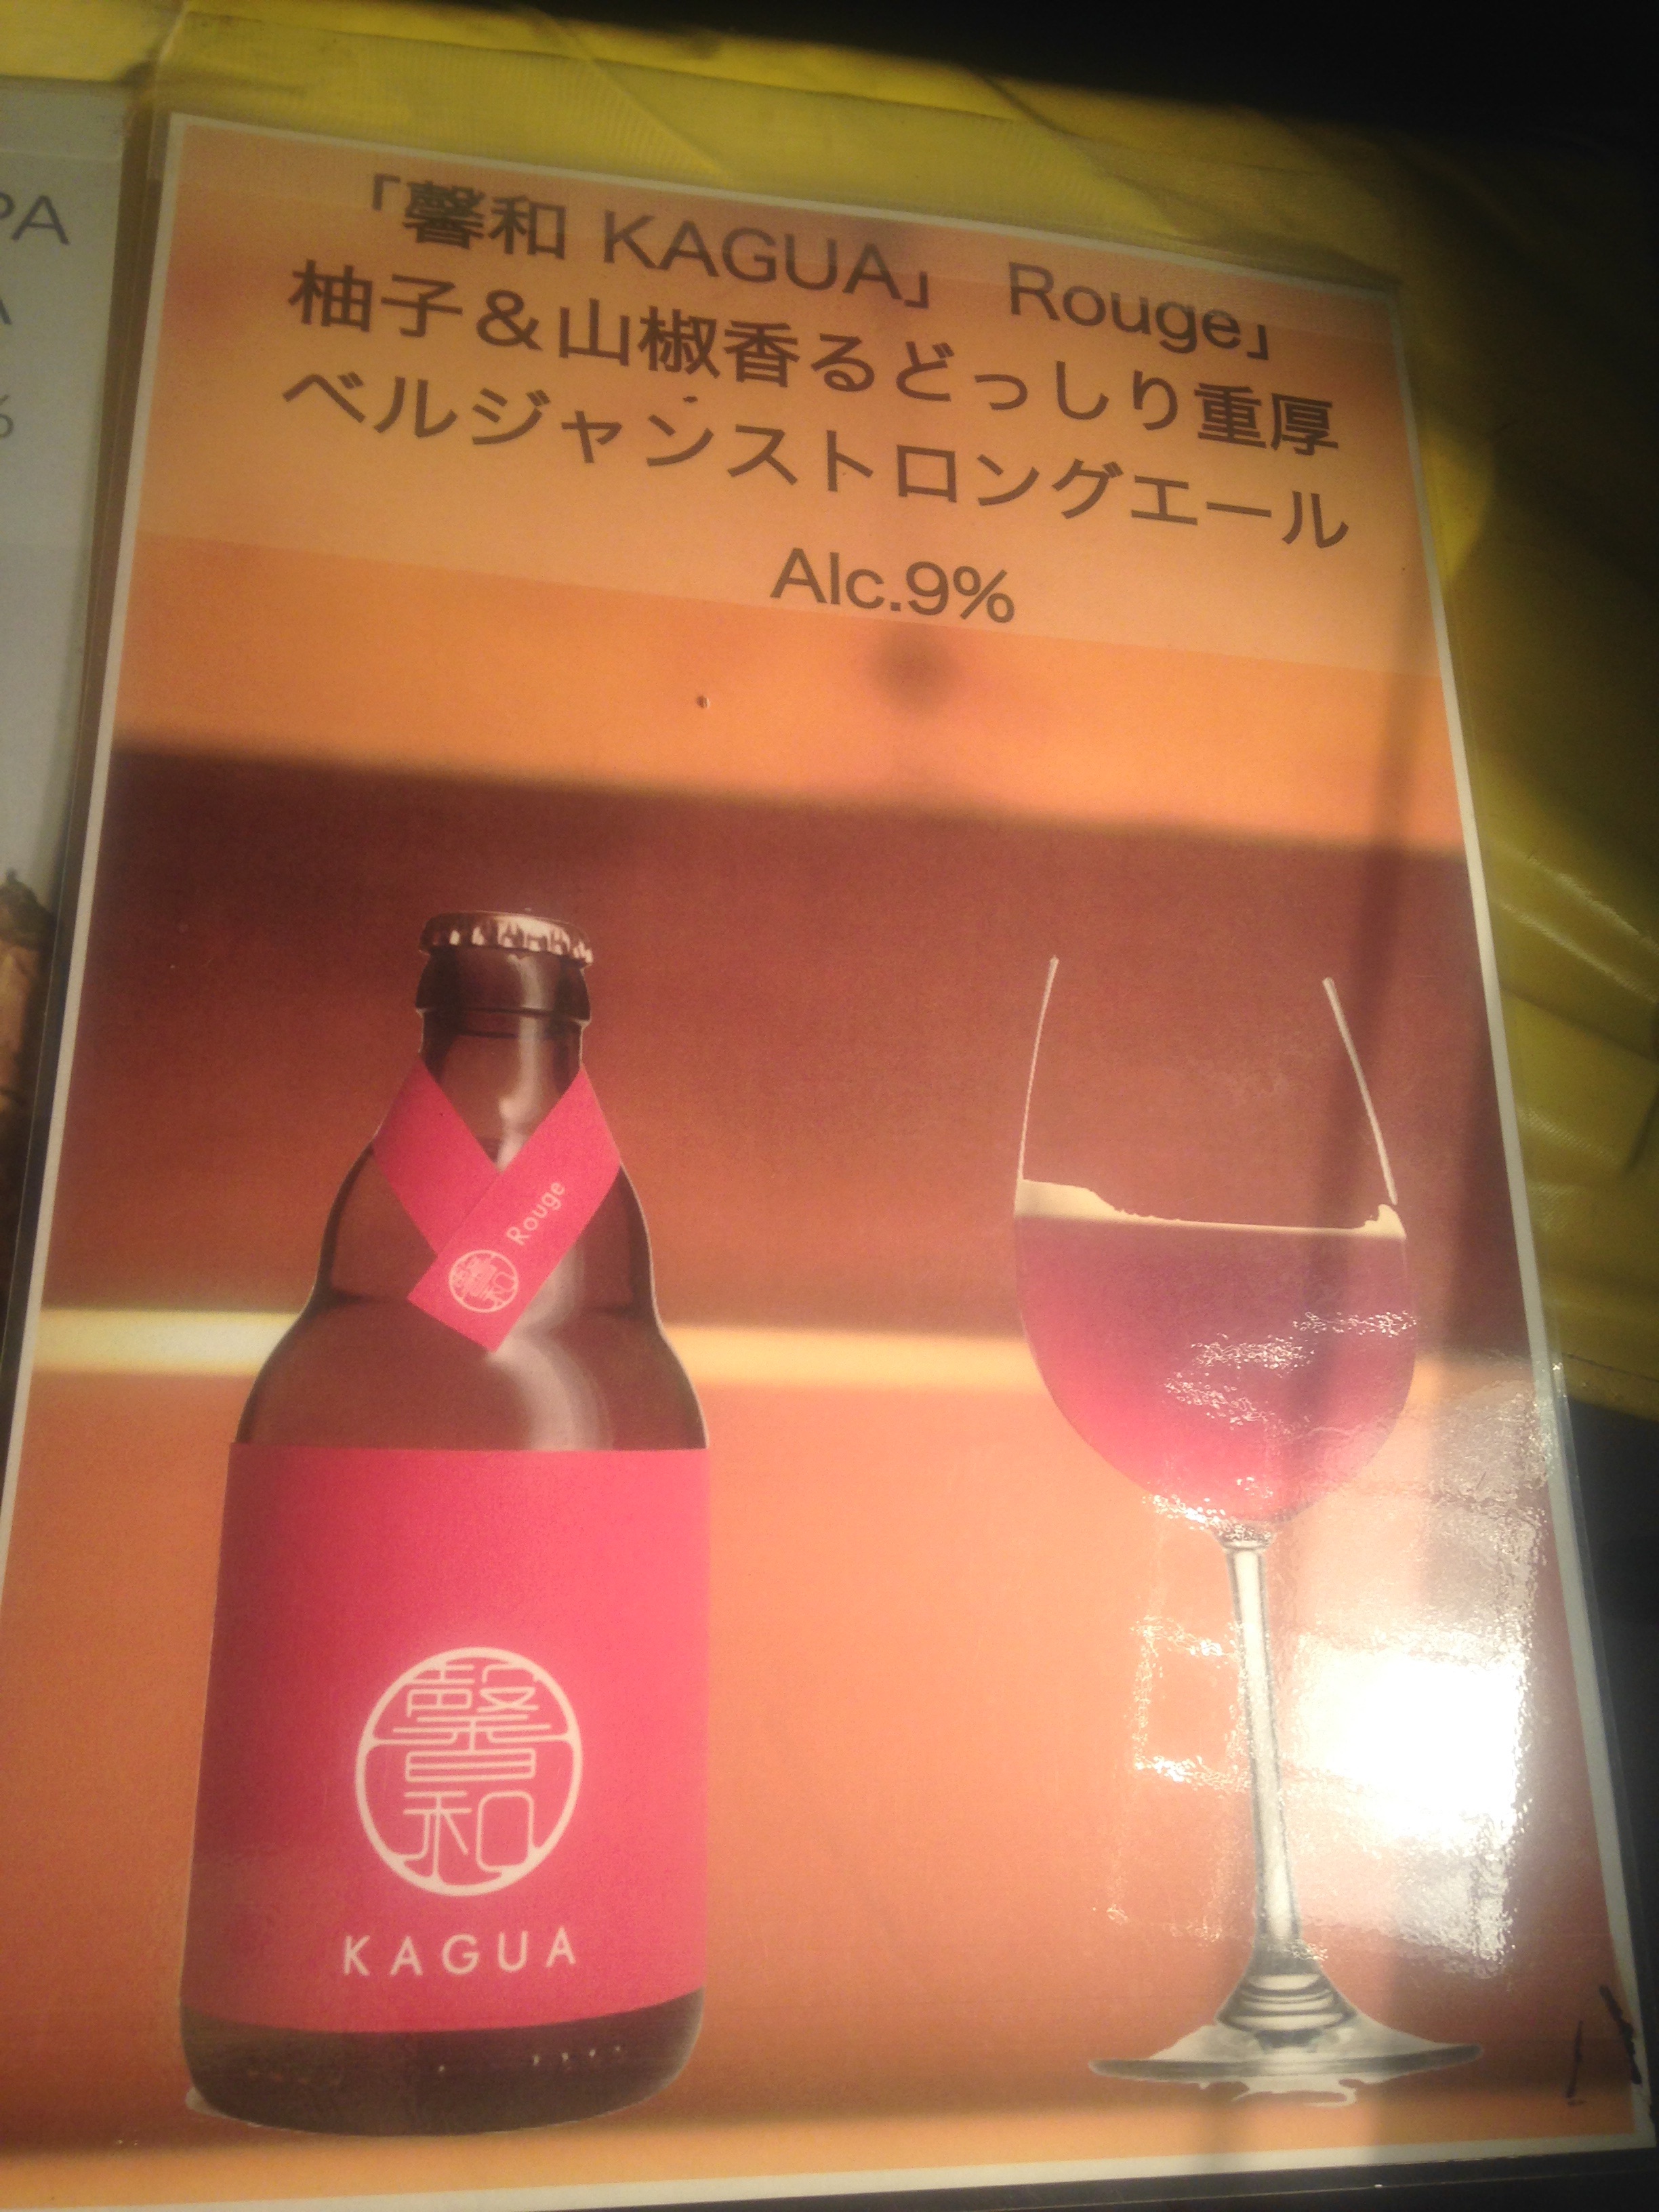 「馨和 KAGUA」 Rouge」
柚子＆山椒香るどっしり重厚
ベルジャンストロングエール
Alc.9%
Rouge
馨和
KAGUA
PA
A
%